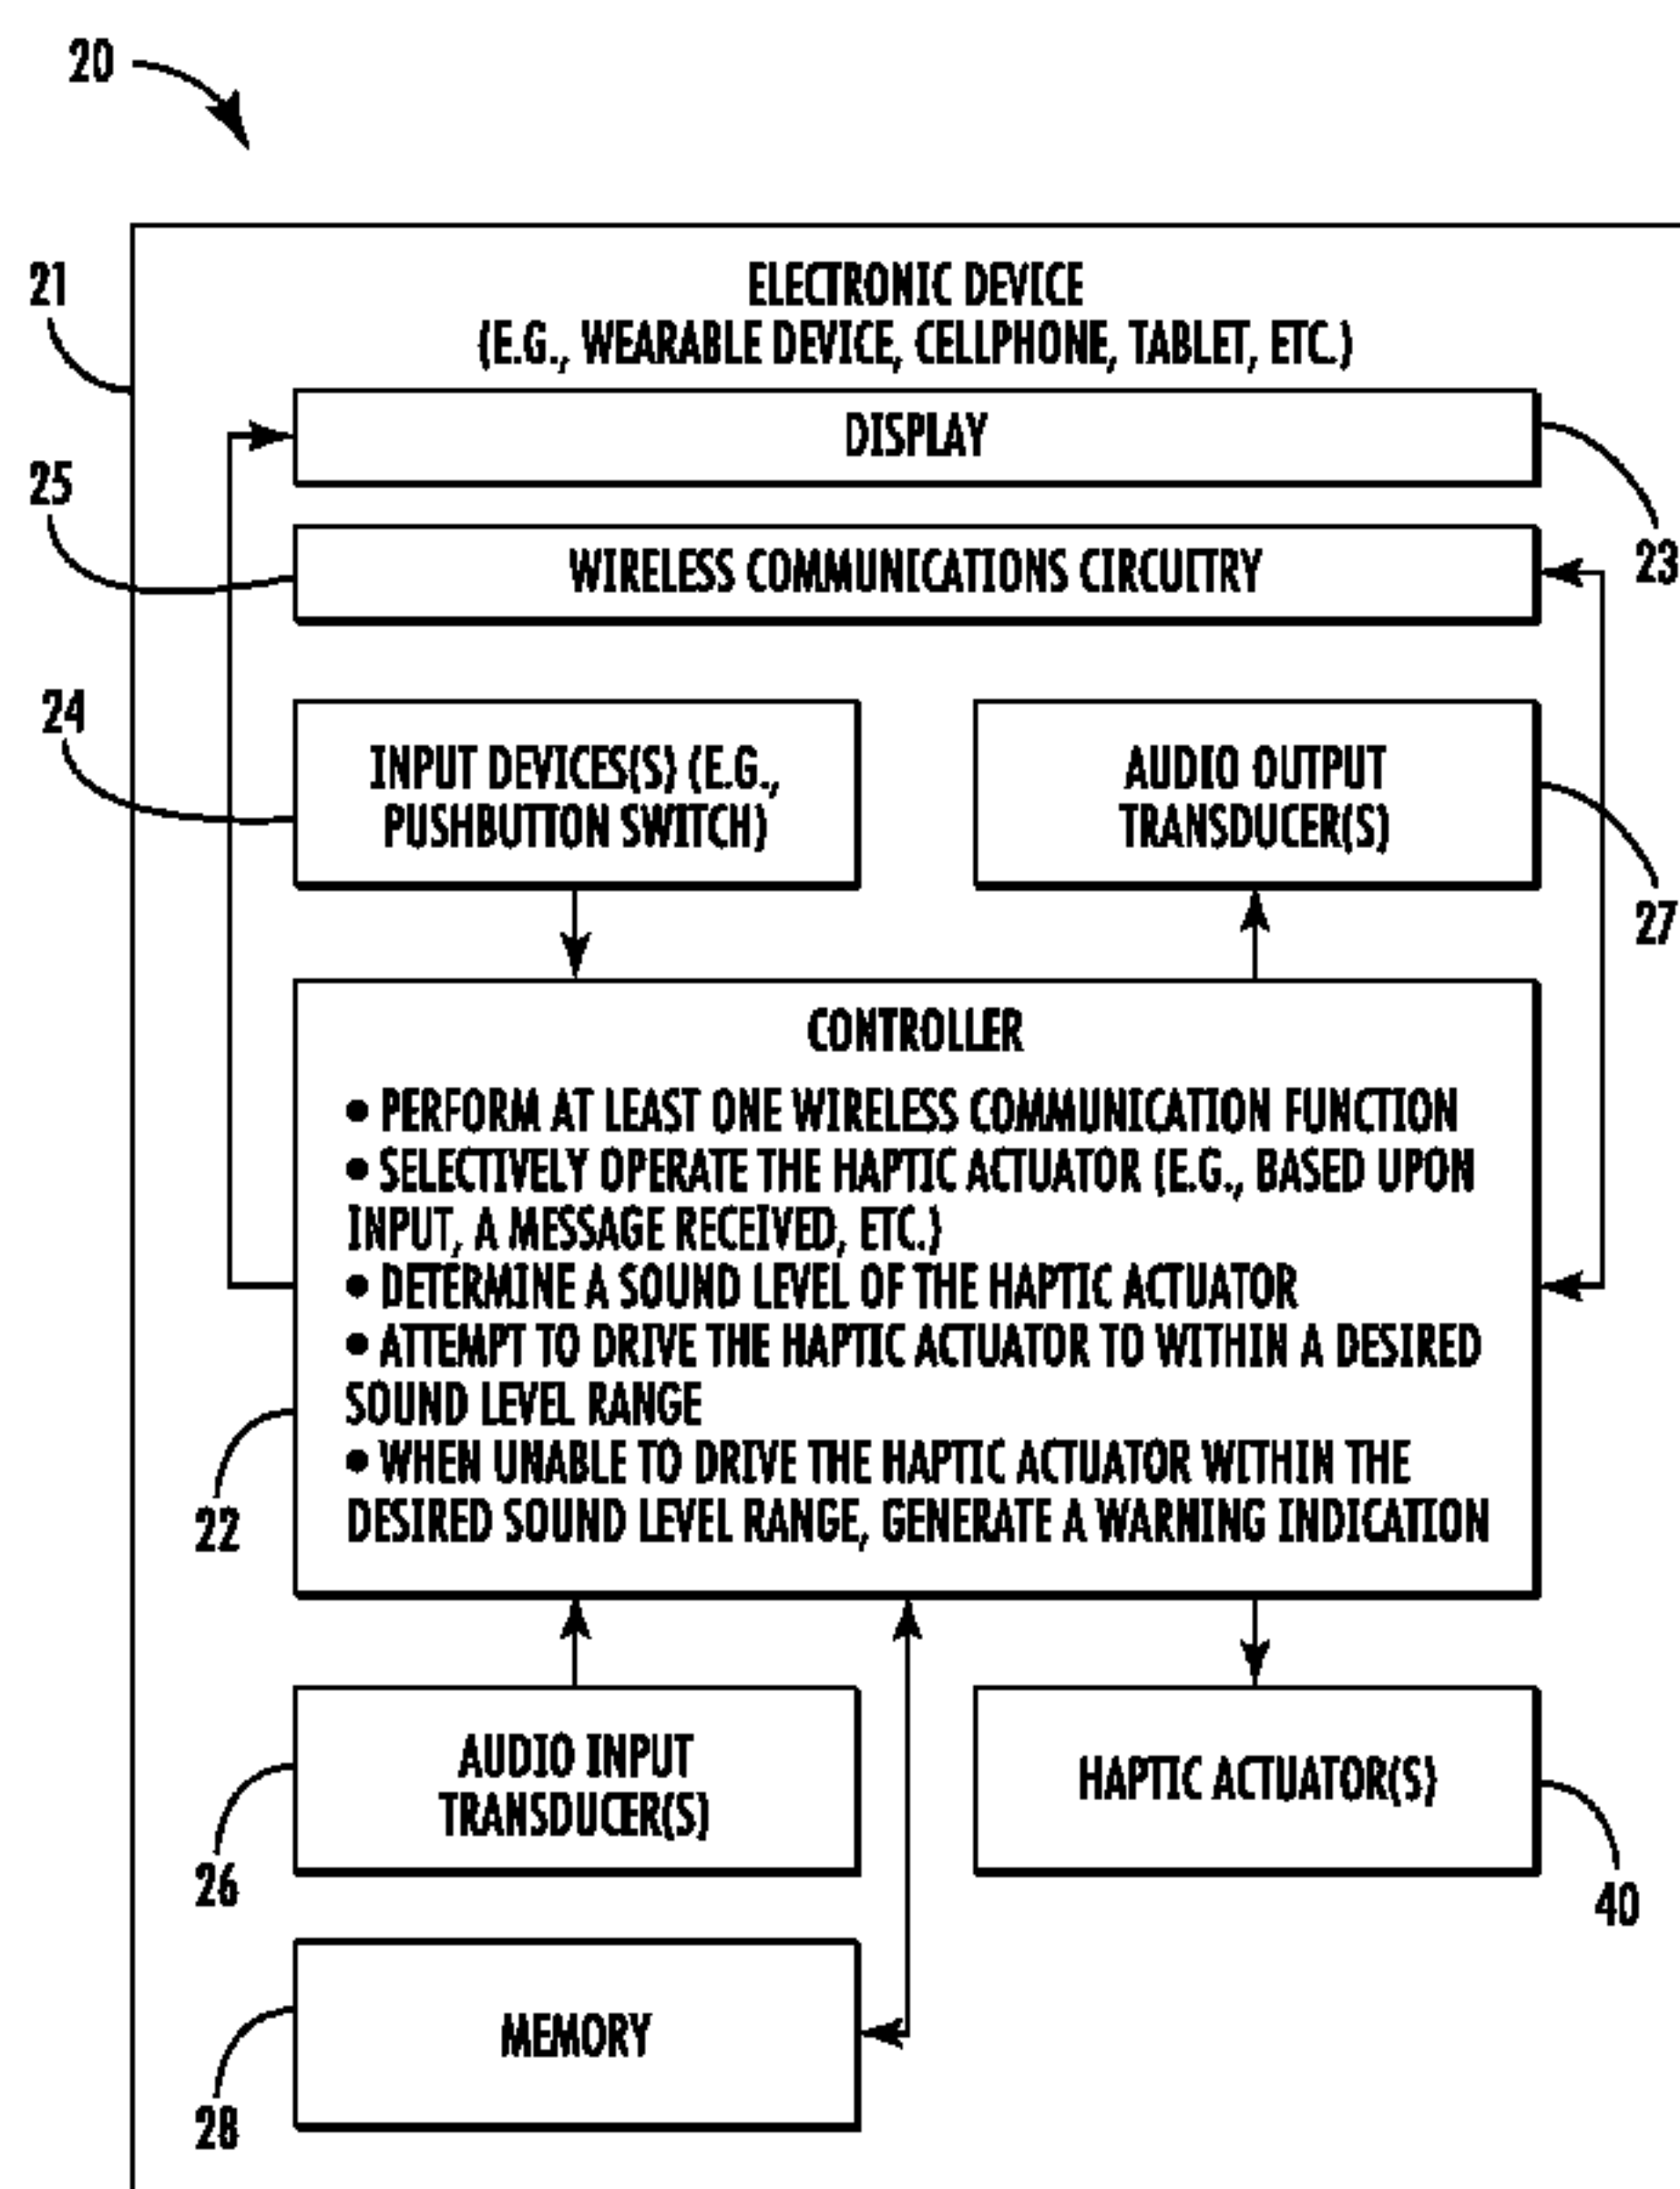 20
21
ELECTRONIC DEVICE
(E.G., WEARABLE DEVICE, CELLPHONE, TABLET, ETC.)
DISPLAY
25
WIRELESS COMMUNICATIONS CIRCUITRY
23
24
INPUT DEVICES(S) (E.G.,
PUSHBUTTON SWITCH)
AUDIO OUTPUT
TRANSDUCER(S)
27
CONTROLLER
● PERFORM AT LEAST ONE WIRELESS COMMUNICATION FUNCTION
● SELECTIVELY OPERATE THE HAPTIC ACTUATOR (E.G., BASED UPON
INPUT, A MESSAGE RECEIVED, ETC.)
● DETERMINE A SOUND LEVEL OF THE HAPTIC ACTUATOR
● ATTEMPT TO DRIVE THE HAPTIC ACTUATOR TO WITHIN A DESIRED
SOUND LEVEL RANGE
● WHEN UNABLE TO DRIVE THE HAPTIC ACTUATOR WITHIN THE
DESIRED SOUND LEVEL RANGE, GENERATE A WARNING INDICATION
22
AUDIO INPUT
TRANSDUCER(S)
HAPTIC ACTUATOR(S)
26
40
MEMORY
28